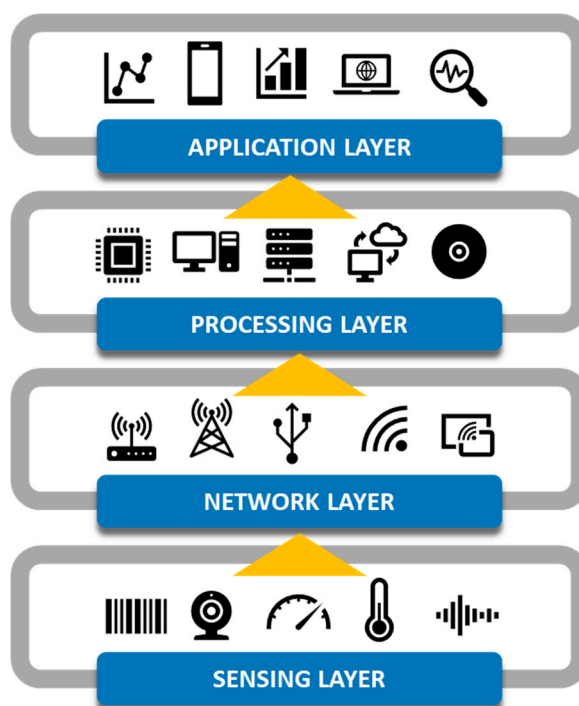 APPLICATION LAYER
PROCESSING LAYER
NETWORK LAYER
SENSING LAYER